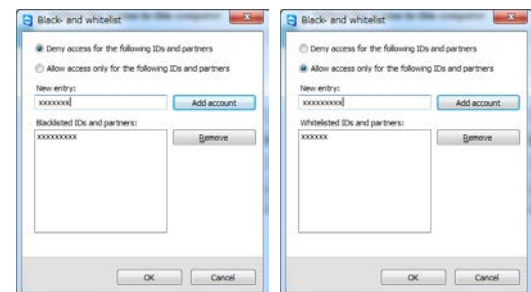 Black- and whitelist
Deny access for the following IDs and partners
Allow access only for the following IDs and partners
New entry:
xxxxxxx
Add account
Blacklisted IDs and partners:
xxxxxxxxx
Remove
OK
Cancel
Black- and whitelist
Deny access for the following IDs and partners
Allow access only for the following IDs and partners
New entry:
xxxxxxxxx
Add account
Whitelisted IDs and partners:
xxxxxx
Remove
OK
Cancel